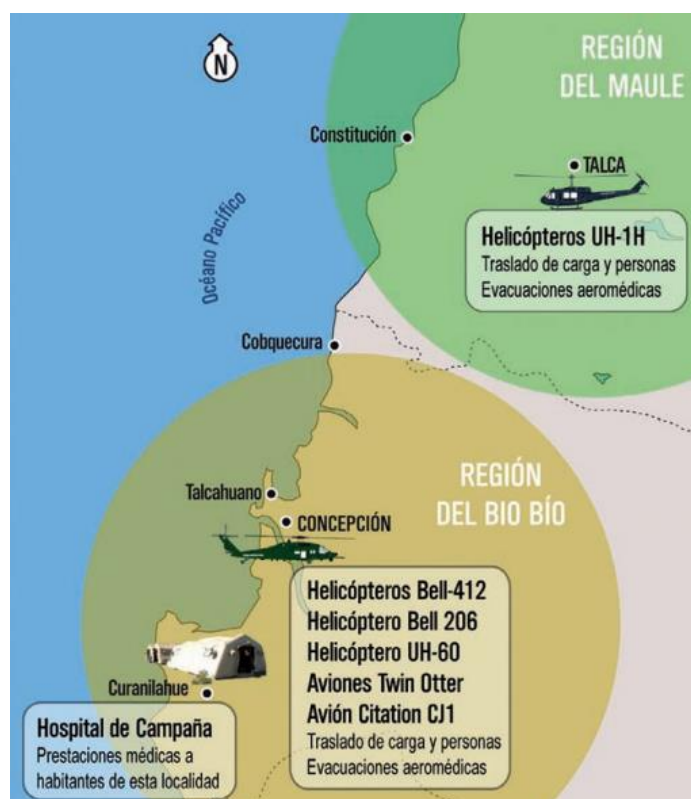 REGIÓN
DEL MAULE
N
Constitución
TALCA
Helicópteros UH-1H
Traslado de carga y personas
Evacuaciones aeromédicas
Océano Pacífico
Cobquecura
REGIÓN
DEL BIO BÍO
Talcahuano
CONCEPCIÓN
Helicópteros Bell-412
Helicóptero Bell 206
Helicóptero UH-60
Aviones Twin Otter
Avión Citation CJ1
Traslado de carga y personas
Evacuaciones aeromédicas
Curanilahue
Hospital de Campaña
Prestaciones médicas a
habitantes de esta localidad